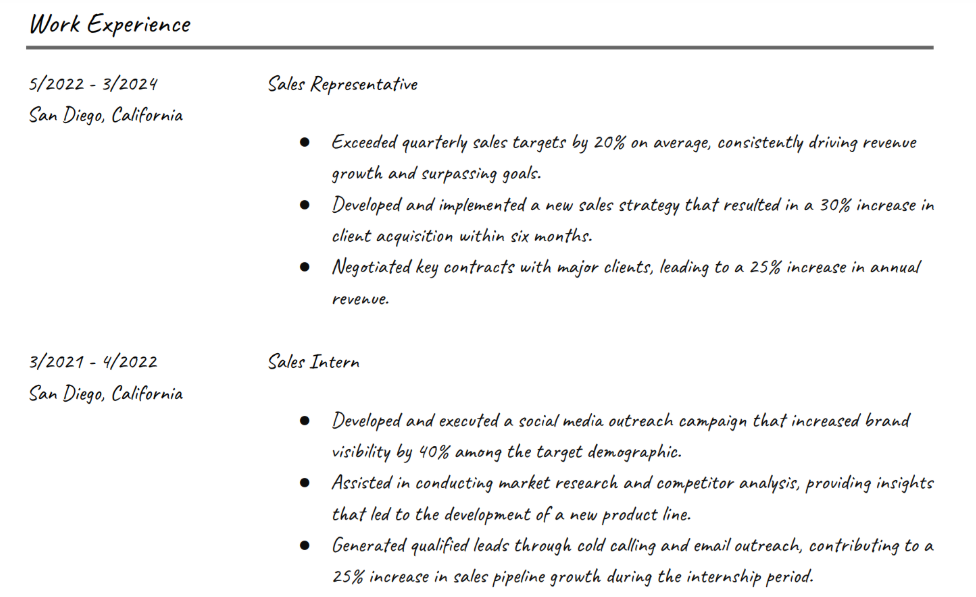 Work Experience
5/2022 - 3/2024
San Diego, California
Sales Representative
● Exceeded quarterly sales targets by 20% on average, consistently driving revenue
growth and surpassing goals.
● Developed and implemented a new sales strategy that resulted in a 30% increase in
client acquisition within six months.
● Negotiated key contracts with major clients, leading to a 25% increase in annual
revenue.
3/2021 - 4/2022
San Diego, California
Sales Intern
● Developed and executed a social media outreach campaign that increased brand
visibility by 40% among the target demographic.
● Assisted in conducting market research and competitor analysis, providing insights
that led to the development of a new product line.
● Generated qualified leads through cold calling and email outreach, contributing to a
25% increase in sales pipeline growth during the internship period.